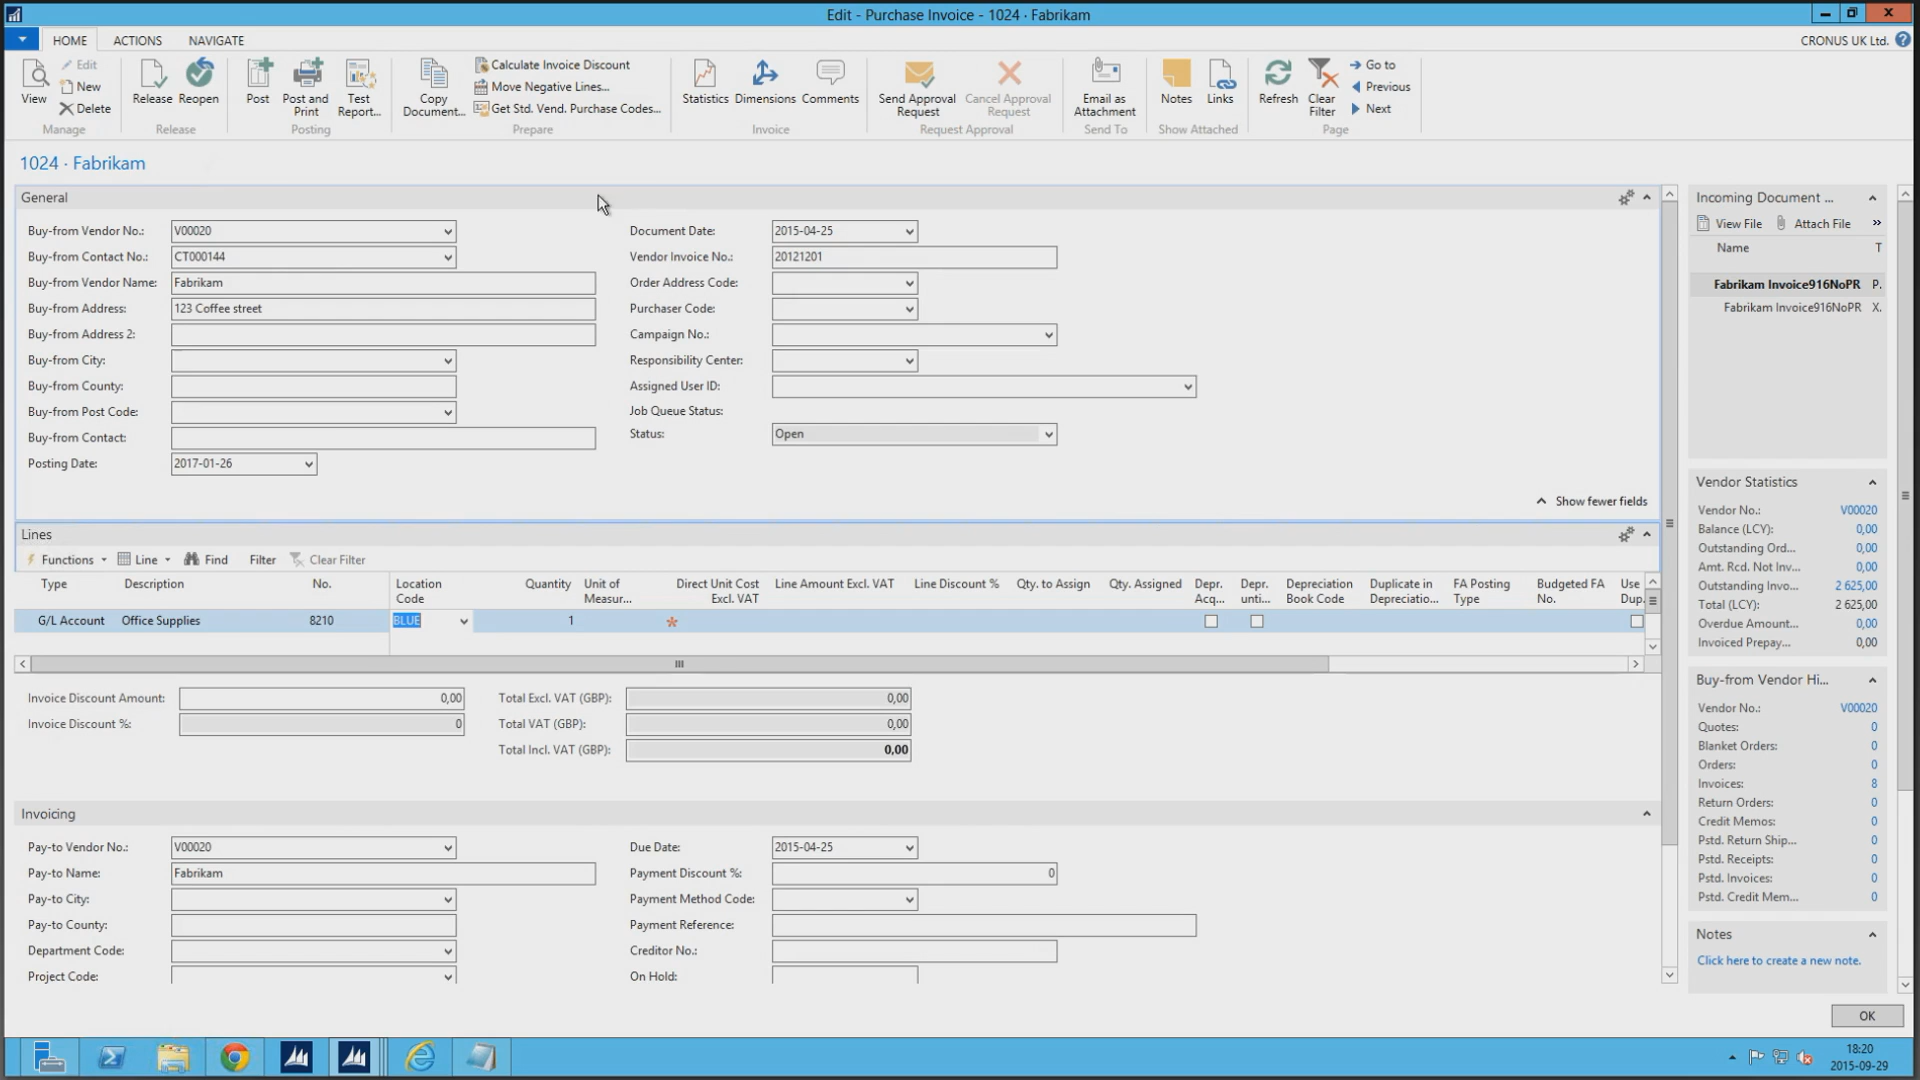 Edit - Purchase Invoice - 1024 · Fabrikam
HOME ACTIONS NAVIGATE
CRONUS UK Ltd.
View
Edit
New
Delete
Manage
Release Reopen
Release
Post
Post and Print
Test Report...
Posting
Copy Document...
Calculate Invoice Discount
Move Negative Lines...
Get Std. Vend. Purchase Codes...
Prepare
Statistics Dimensions Comments
Invoice
Send Approval Request
Cancel Approval Request
Request Approval
Email as Attachment
Send To
Notes Links
Show Attached
Refresh
Clear Filter
Go to
Previous
Next
Page
1024 · Fabrikam
General
Buy-from Vendor No.: V00020
Buy-from Contact No.: CT000144
Buy-from Vendor Name: Fabrikam
Buy-from Address: 123 Coffee street
Buy-from Address 2:
Buy-from City:
Buy-from County:
Buy-from Post Code:
Buy-from Contact:
Posting Date: 2017-01-26
Document Date: 2015-04-25
Vendor Invoice No.: 20121201
Order Address Code:
Purchaser Code:
Campaign No.:
Responsibility Center:
Assigned User ID:
Job Queue Status:
Status: Open
Show fewer fields
Lines
Functions Line Find Filter Clear Filter
Type Description No. Location Code Quantity Unit of Measur... Direct Unit Cost Excl. VAT Line Amount Excl. VAT Line Discount % Qty. to Assign Qty. Assigned Depr. Acq... Depr. unti... Depreciation Book Code Duplicate in Depreciatio... FA Posting Type Budgeted FA No. Use Dup.
G/L Account Office Supplies 8210 BLUE 1 *
Invoice Discount Amount: 0,00
Invoice Discount %: 0
Total Excl. VAT (GBP): 0,00
Total VAT (GBP): 0,00
Total Incl. VAT (GBP): 0,00
Invoicing
Pay-to Vendor No.: V00020
Pay-to Name: Fabrikam
Pay-to City:
Pay-to County:
Department Code:
Project Code:
Due Date: 2015-04-25
Payment Discount %: 0
Payment Method Code:
Payment Reference:
Creditor No.:
On Hold:
Incoming Document ...
View File Attach File »
Name T
Fabrikam Invoice916NoPR P.
Fabrikam Invoice916NoPR X.
Vendor Statistics
Vendor No.: V00020
Balance (LCY): 0,00
Outstanding Ord... 0,00
Amt. Rcd. Not Inv... 0,00
Outstanding Invo... 2 625,00
Total (LCY): 2 625,00
Overdue Amount... 0,00
Invoiced Prepay... 0,00
Buy-from Vendor Hi...
Vendor No.: V00020
Quotes: 0
Blanket Orders: 0
Orders: 0
Invoices: 8
Return Orders: 0
Credit Memos: 0
Pstd. Return Ship... 0
Pstd. Receipts: 0
Pstd. Invoices: 0
Pstd. Credit Mem... 0
Notes
Click here to create a new note.
OK
18:20
2015-09-29